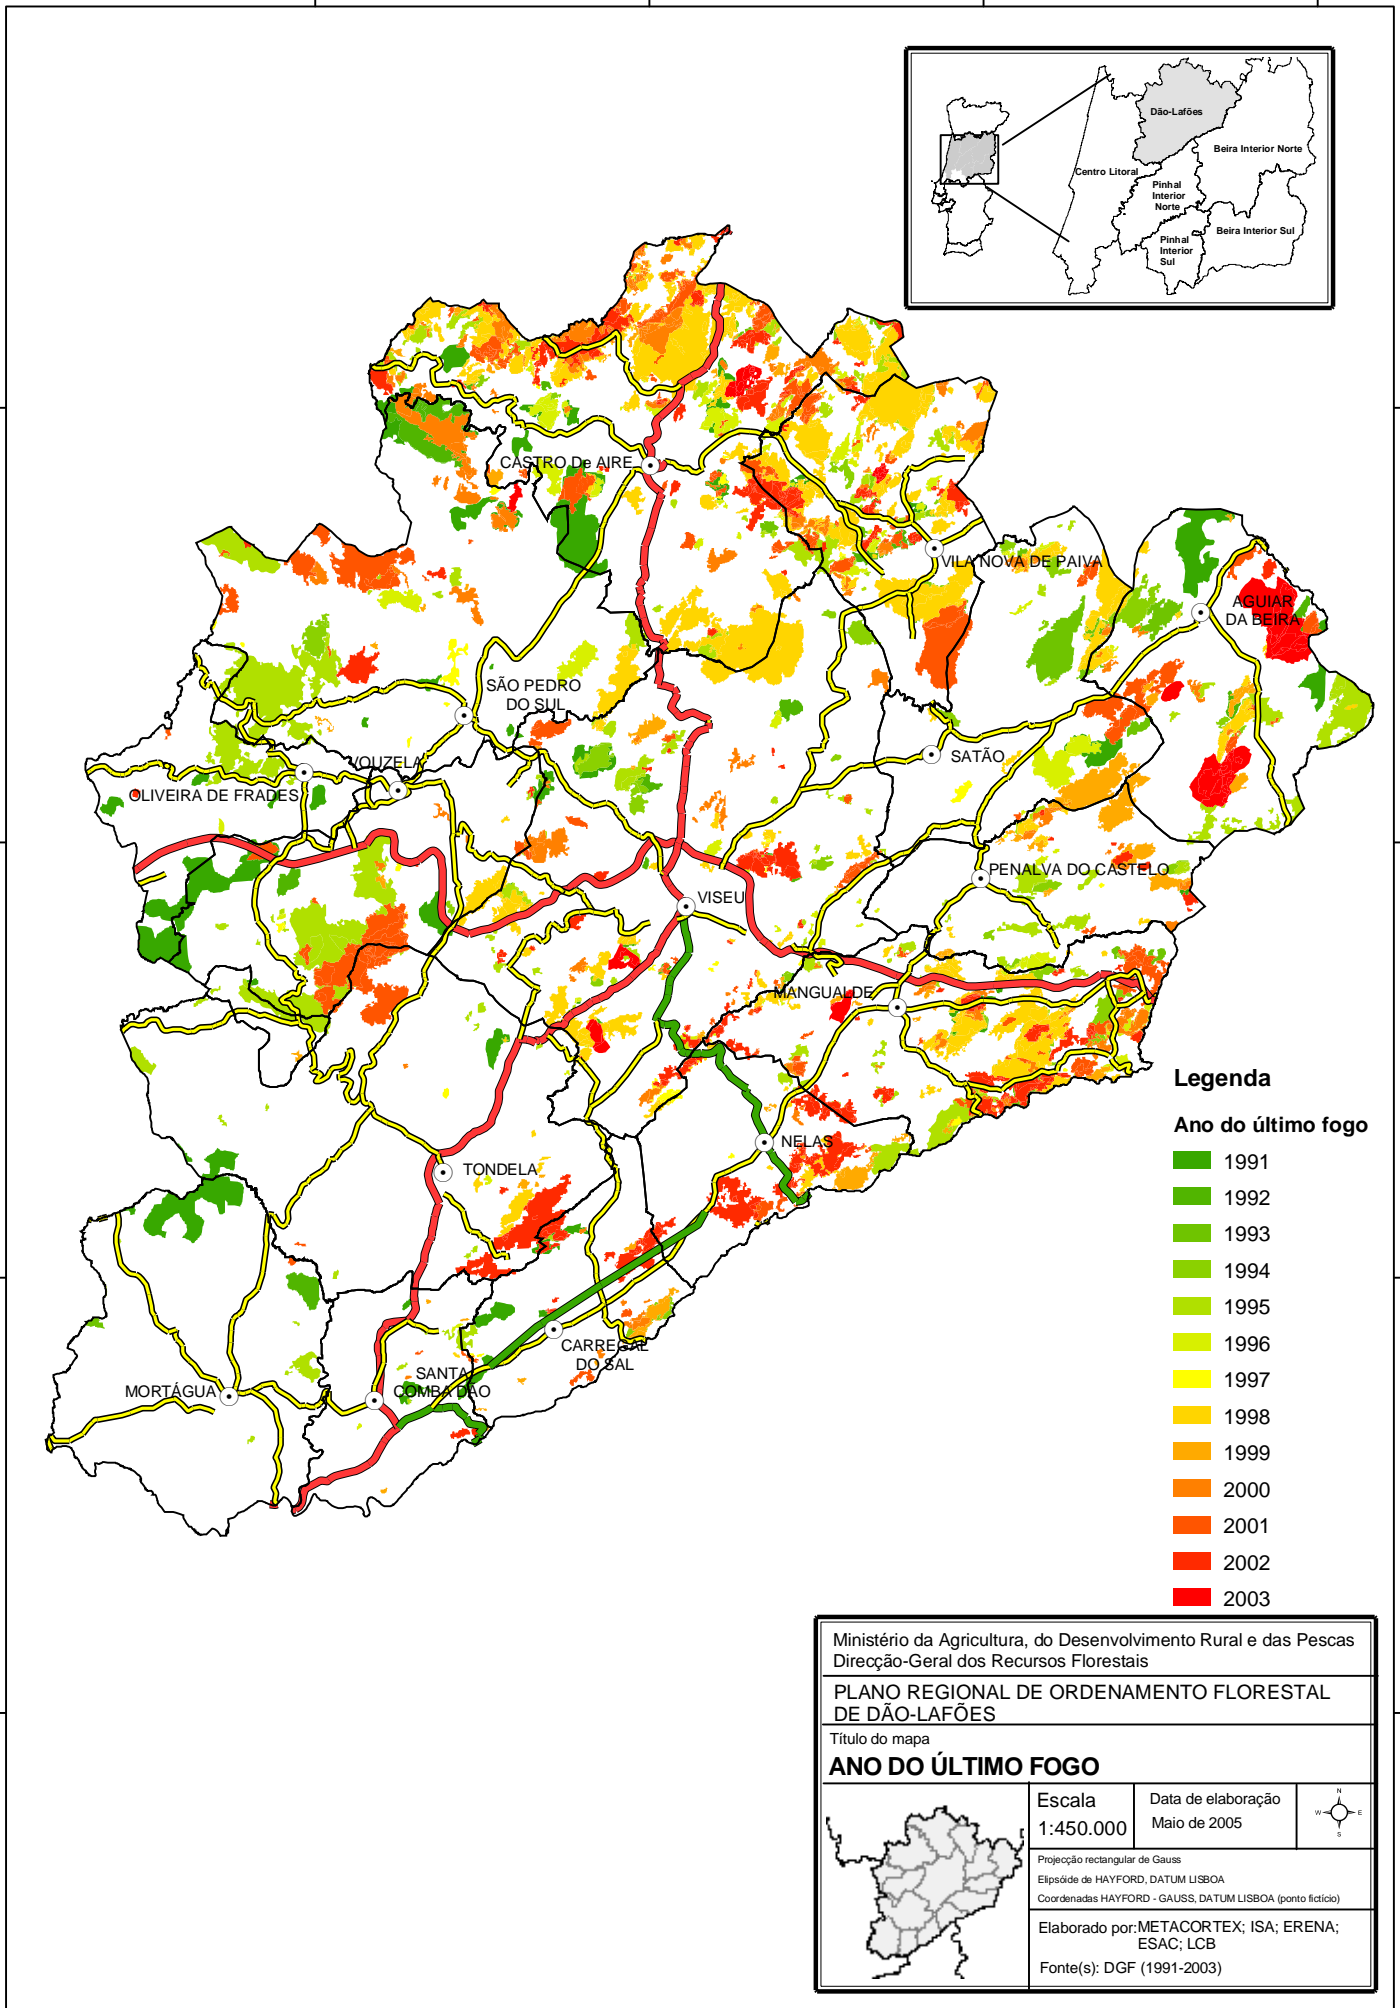 Dão-Lafões
Beira Interior Norte
Centro Litoral
Pinhal
Interior
Norte
Beira Interior Sul
Pinhal
Interior
Sul
CASTRO De AIRE
VILA NOVA DE PAIVA
AGUIAR
DA BEIRA
SÃO PEDRO
DO SUL
SATÃO
VOUZELA
OLIVEIRA DE FRADES
PENALVA DO CASTELO
VISEU
MANGUALDE
NELAS
TONDELA
CARREGAL
DO SAL
SANTA
COMBA DÃO
MORTÁGUA
Legenda
Ano do último fogo
1991
1992
1993
1994
1995
1996
1997
1998
1999
2000
2001
2002
2003
Ministério da Agricultura, do Desenvolvimento Rural e das Pescas
Direcção-Geral dos Recursos Florestais
PLANO REGIONAL DE ORDENAMENTO FLORESTAL
DE DÃO-LAFÕES
Título do mapa
ANO DO ÚLTIMO FOGO
Escala
1:450.000
Data de elaboração
Maio de 2005
N
W E
S
Projecção rectangular de Gauss
Elipsóide de HAYFORD, DATUM LISBOA
Coordenadas HAYFORD - GAUSS, DATUM LISBOA (ponto fictício)
Elaborado por: METACORTEX; ISA; ERENA;
ESAC; LCB
Fonte(s): DGF (1991-2003)